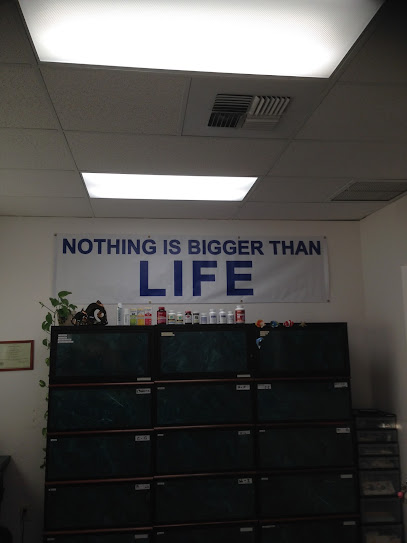 NOTHING IS BIGGER THAN
LIFE